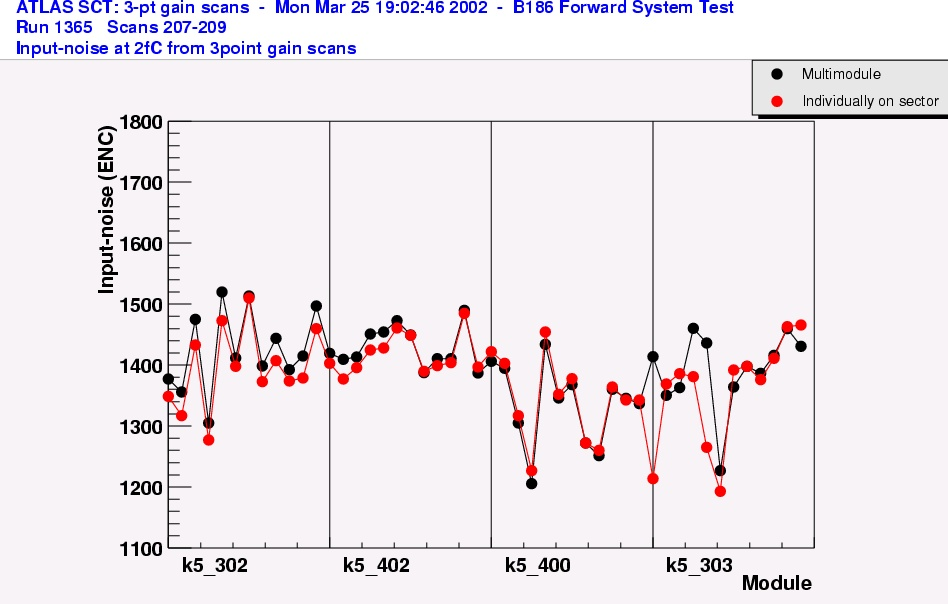 ATLAS SCT: 3-pt gain scans - Mon Mar 25 19:02:46 2002 - B186 Forward System Test
Run 1365 Scans 207-209
Input-noise at 2fC from 3point gain scans
Multimodule
Individually on sector
Input-noise (ENC)
1800
1700
1600
1500
1400
1300
1200
1100
k5_302 k5_402 k5_400 k5_303
Module